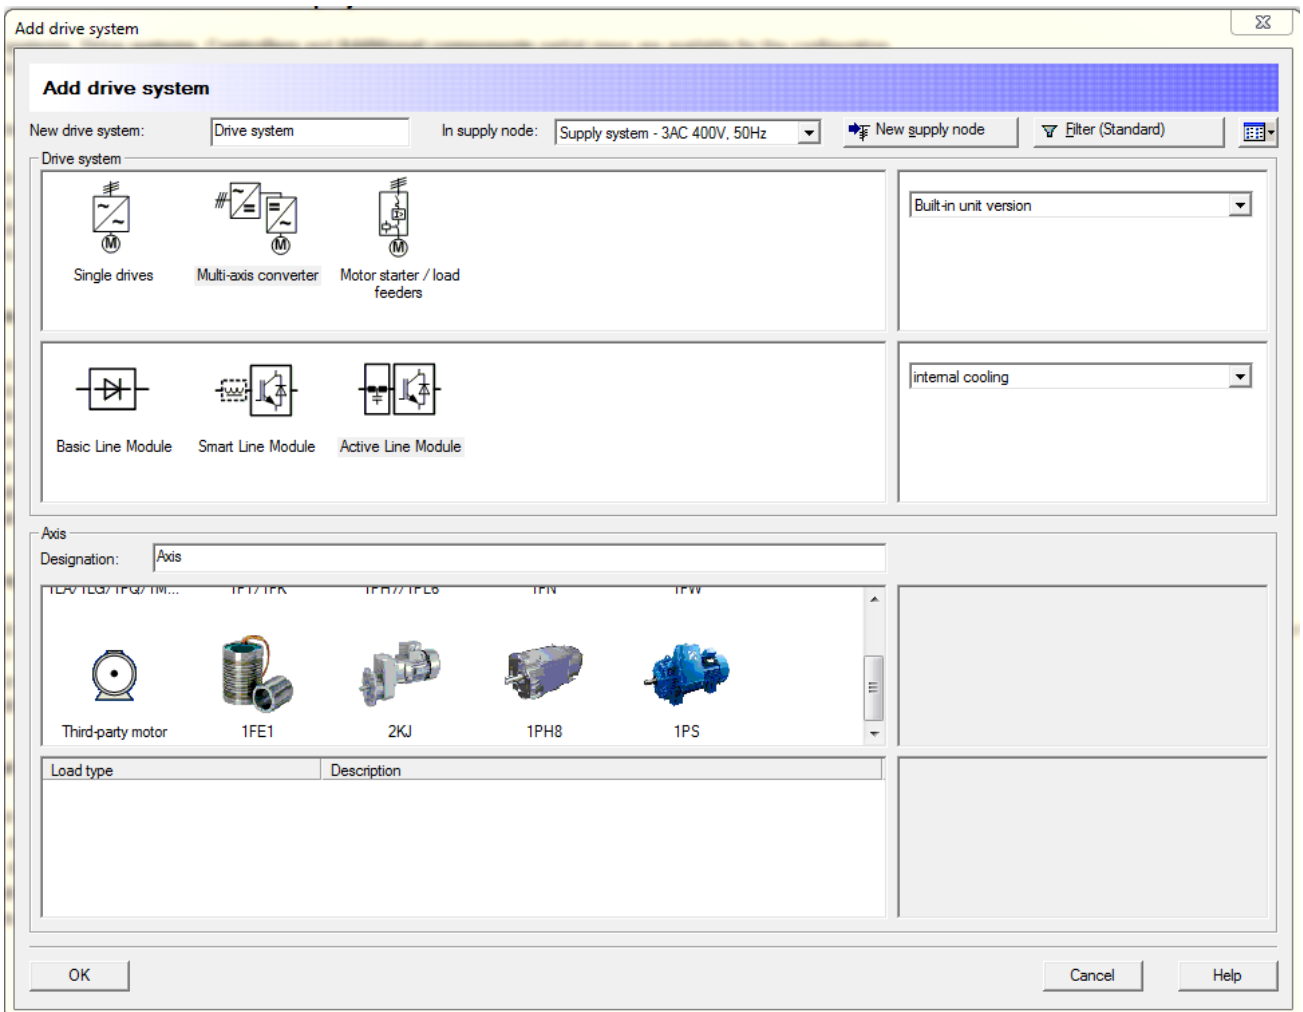 Add drive system
Add drive system
New drive system: Drive system In supply node: Supply system - 3AC 400V, 50Hz New supply node Filter (Standard)
Drive system
Built-in unit version
Single drives Multi-axis converter Motor starter / load
feeders
internal cooling
Basic Line Module Smart Line Module Active Line Module
Axis
Designation: Axis
Third-party motor 1FE1 2KJ 1PH8 1PS
Load type Description
OK Cancel Help